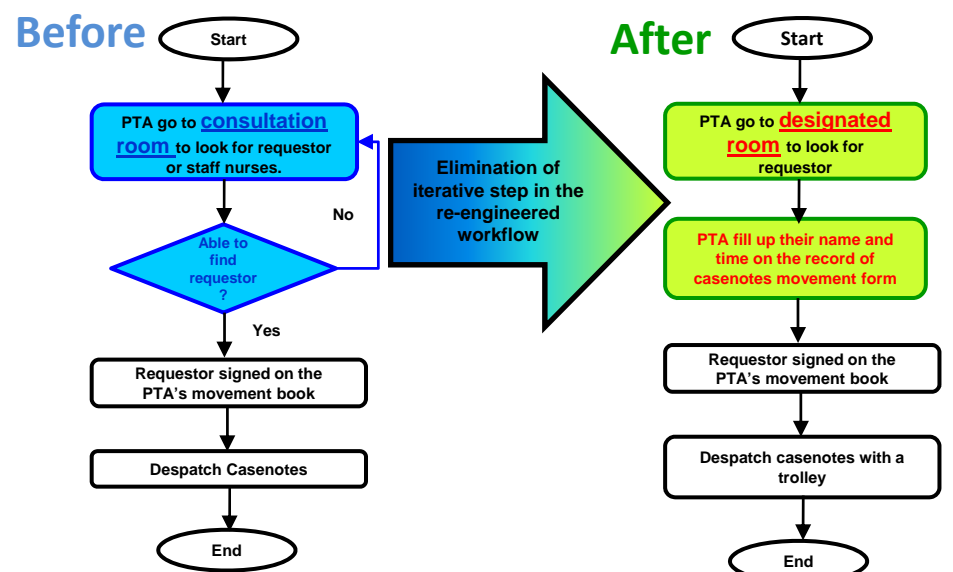 Before
Start
PTA go to consultation
room to look for requestor
or staff nurses.
No
Able to
find
requestor
?
Yes
Requestor signed on the
PTA's movement book
Despatch Casenotes
End
Elimination of
iterative step in the
re-engineered
workflow
After
Start
PTA go to designated
room to look for
requestor
PTA fill up their name and
time on the record of
casenotes movement form
Requestor signed on the
PTA's movement book
Despatch casenotes with a
trolley
End